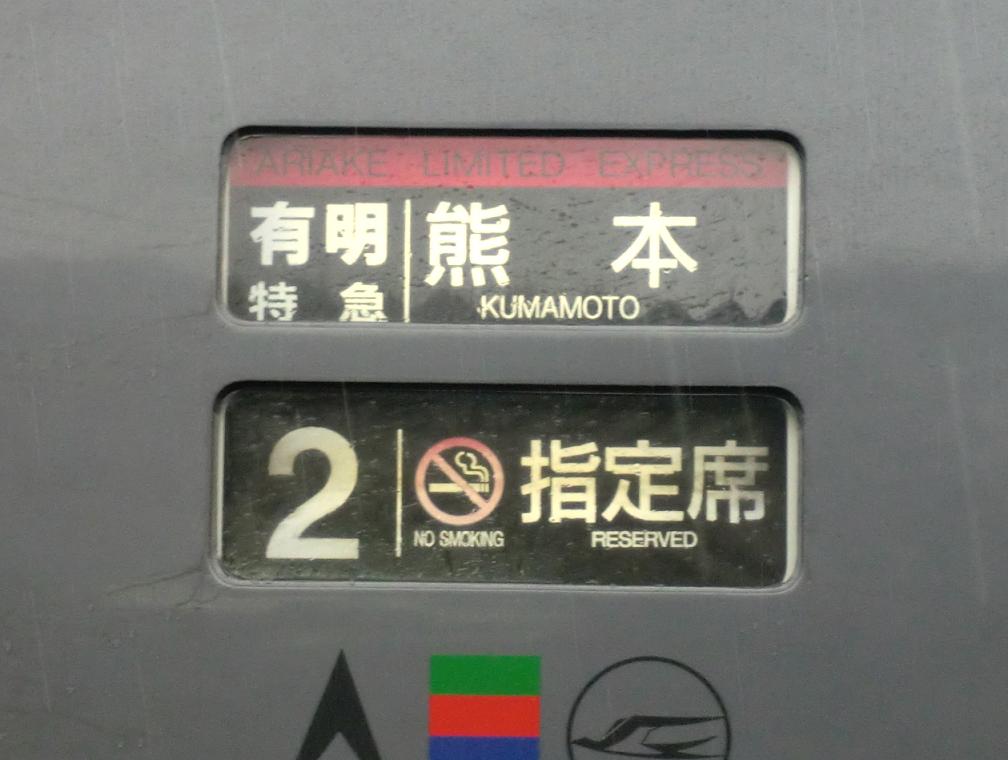 ARIAKE LIMITED EXPRESS
有明 熊本
特急 KUMAMOTO
2 指定席
NO SMOKING RESERVED